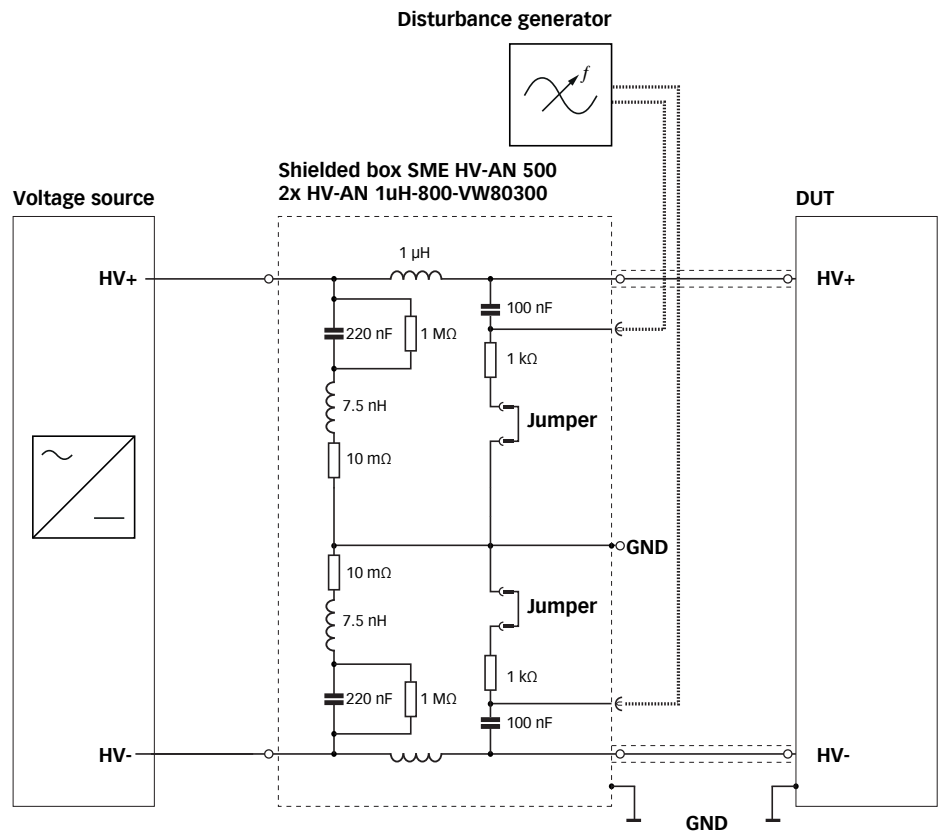 Disturbance generator
f
Shielded box SME HV-AN 500
2x HV-AN 1uH-800-VW80300
Voltage source
DUT
1 µH
HV+
HV+
100 nF
220 nF
1 MΩ
1 kΩ
7.5 nH
Jumper
10 mΩ
GND
10 mΩ
Jumper
7.5 nH
1 kΩ
220 nF
1 MΩ
100 nF
HV-
HV-
GND